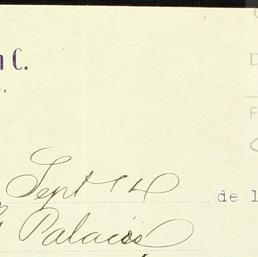 C.
Sept 14 de 1
Palacios